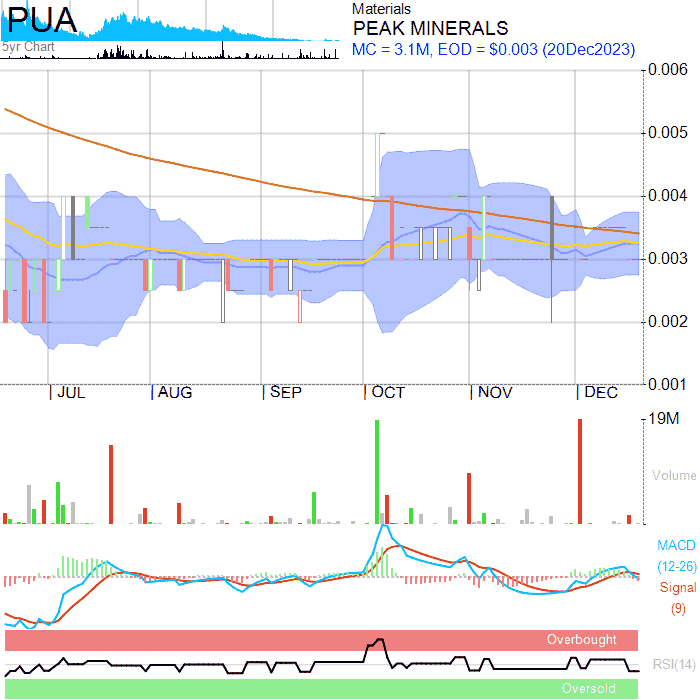 PUA
5yr Chart
Materials
PEAK MINERALS
MC = 3.1M, EOD = $0.003 (20Dec2023)
0.006
0.005
0.004
0.003
0.002
0.001
JUL AUG SEP OCT NOV DEC
19M
Volume
MACD
(12-26)
Signal
(9)
Overbought
RSI(14)
Oversold